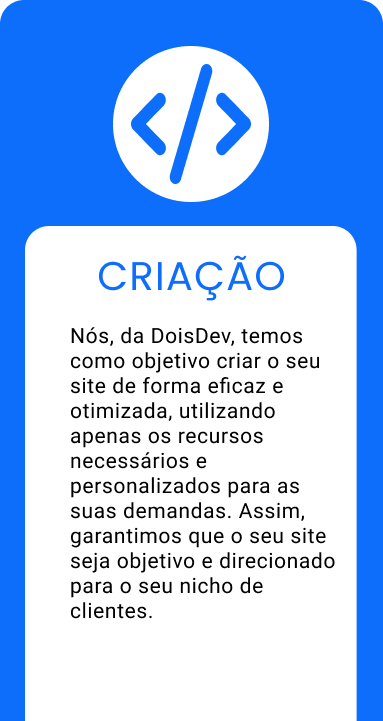 CRIAÇÃO
Nós, da DoisDev, temos
como objetivo criar o seu
site de forma eficaz e
otimizada, utilizando
apenas os recursos
necessários e
personalizados para as
suas demandas. Assim,
garantimos que o seu site
seja objetivo e direcionado
para o seu nicho de
clientes.